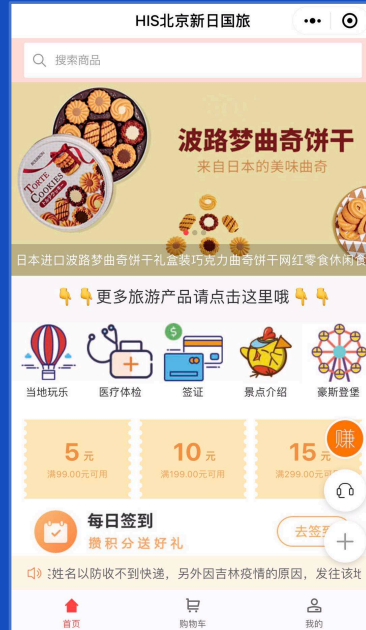 HIS北京新日国旅
搜索商品
波路梦曲奇饼干
来自日本的美味曲奇
TORTE
COOKIES
日本进口波路梦曲奇饼干礼盒装巧克力曲奇饼干网红零食休闲食
👇👇更多旅游产品请点击这里哦👇👇
当地玩乐
医疗体检
签证
景点介绍
豪斯登堡
5元
10元
15元
满99.00元可用
满199.00元可用
满299.00元可
赚
每日签到
攒积分送好礼
去签到
姓名以防收不到快递，另外因吉林疫情的原因，发往该地
首页
购物车
我的